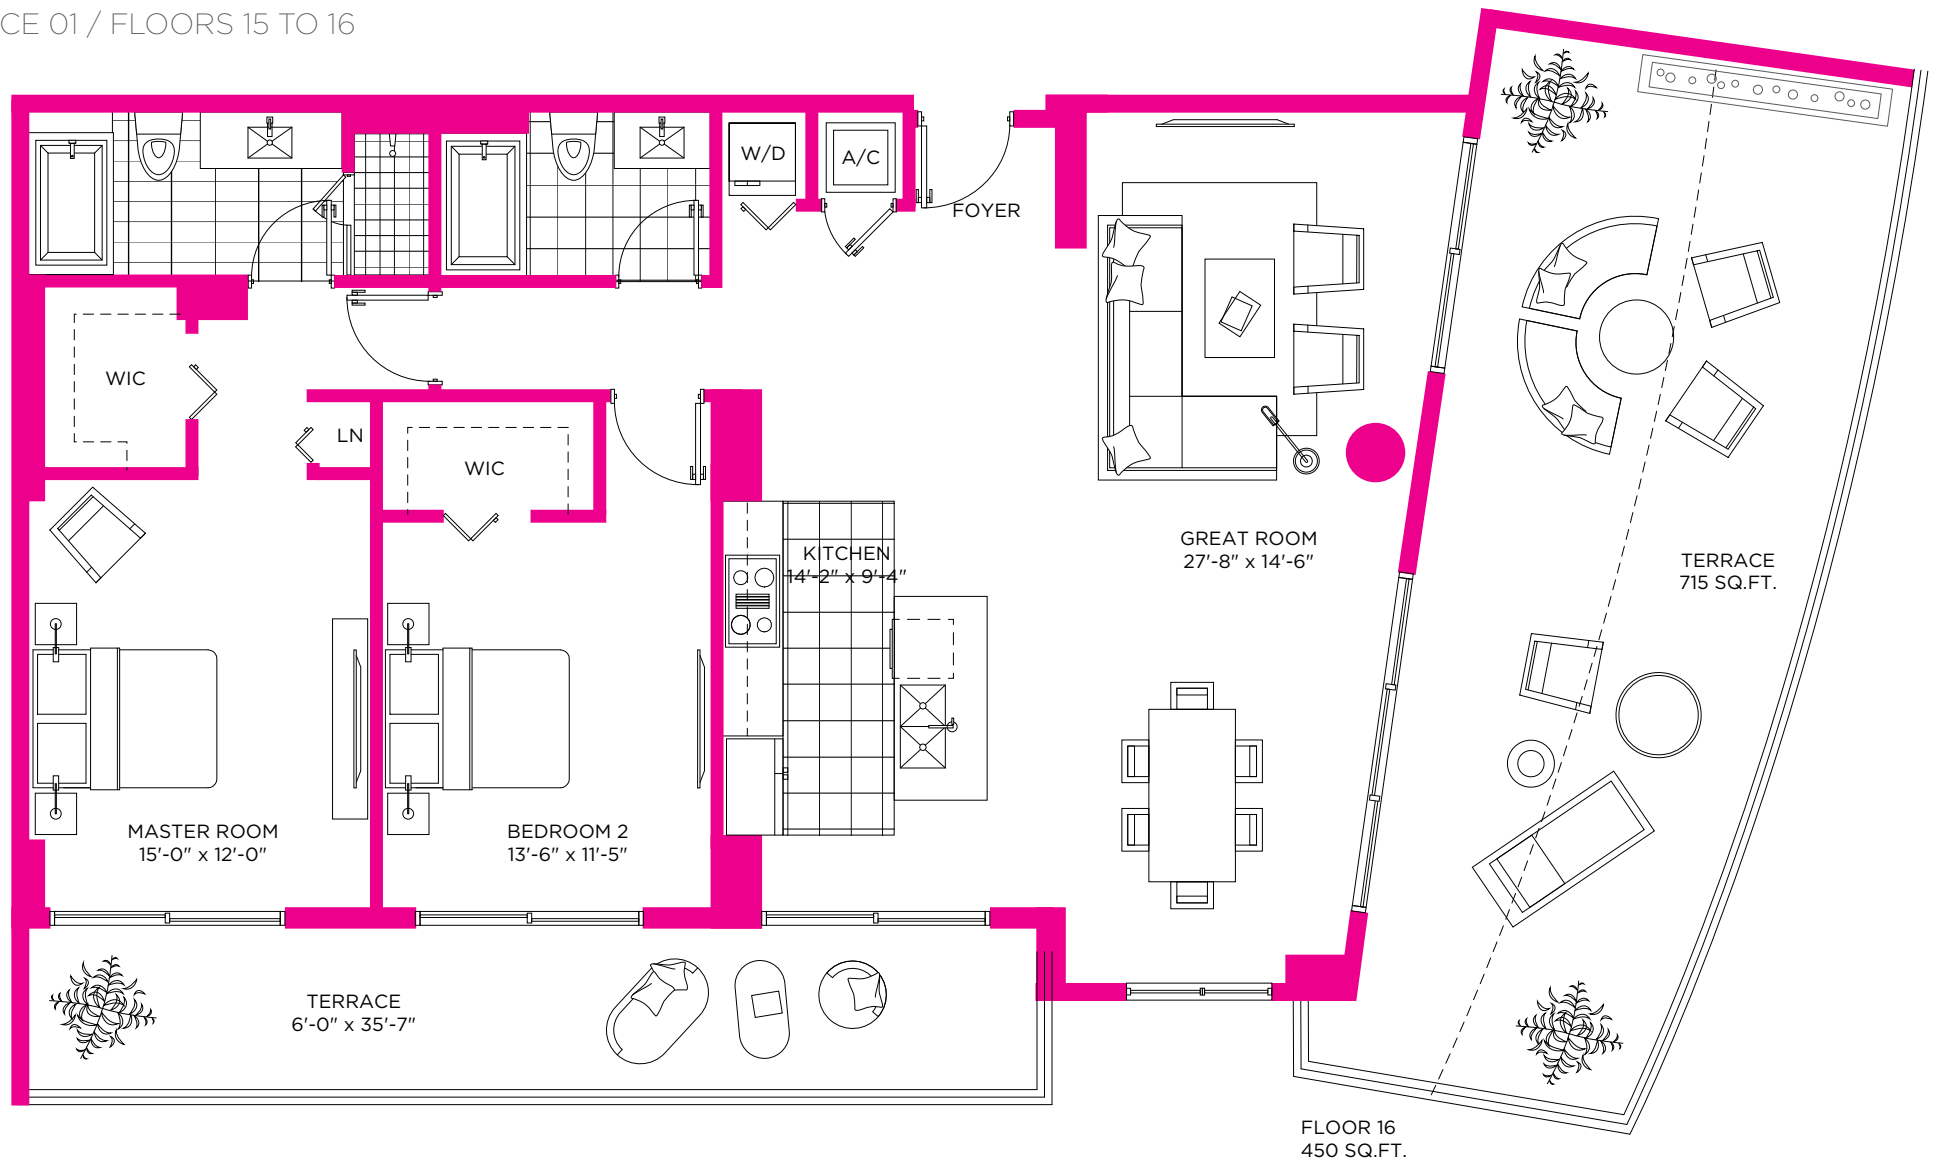 CE 01 / FLOORS 15 TO 16
W/D
A/C
FOYER
WIC
LN
WIC
KITCHEN
14'-2" x 9'-4"
GREAT ROOM
27'-8" x 14'-6"
TERRACE
715 SQ.FT.
MASTER ROOM
15'-0" x 12'-0"
BEDROOM 2
13'-6" x 11'-5"
TERRACE
6'-0" x 35'-7"
FLOOR 16
450 SQ.FT.